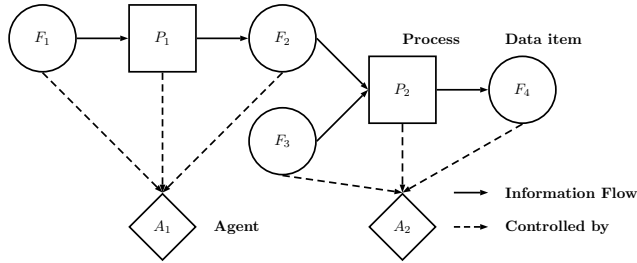 F1 P1 F2
Process Data item
P2 F4
F3
A1 Agent A2
Information Flow
Controlled by